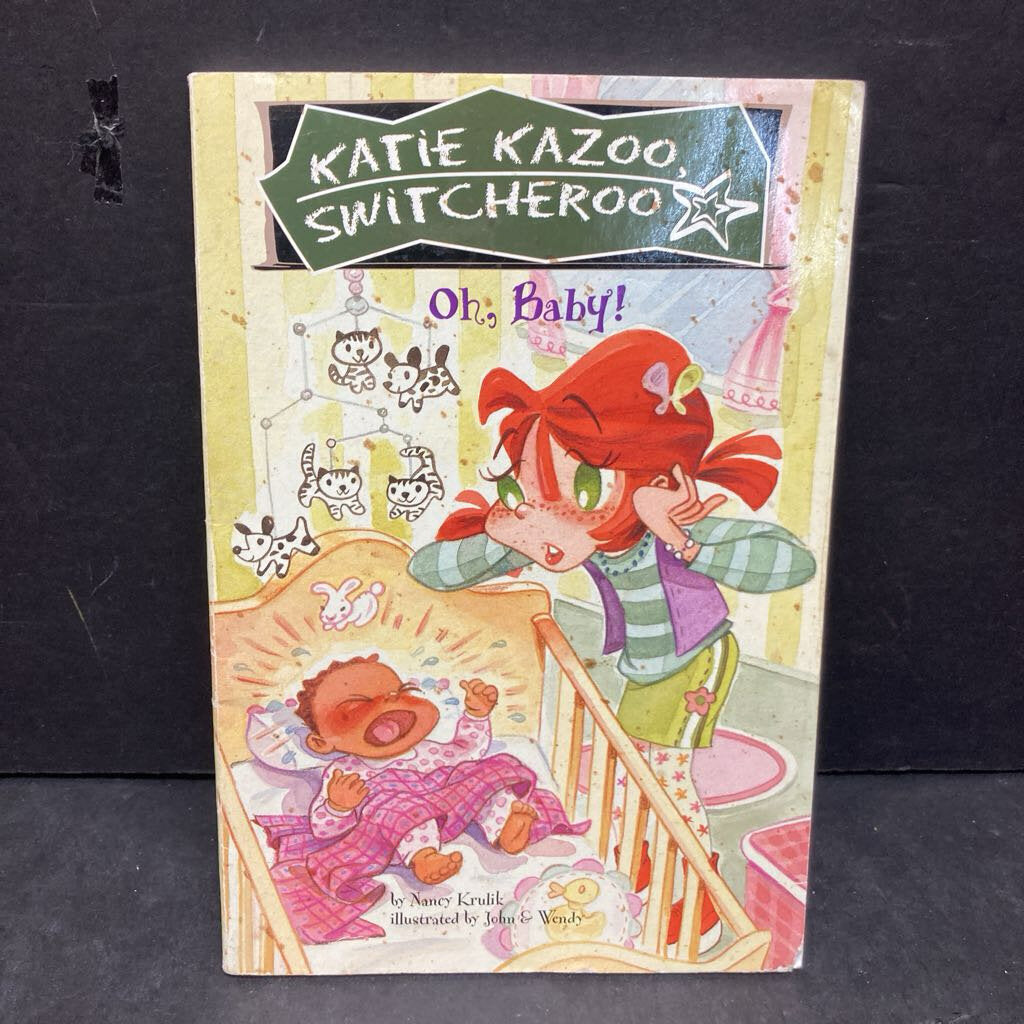 KATiE KAZOO,
SWiTCHEROO
Oh, Baby!
by Nancy Krulik
illustrated by John & Wendy